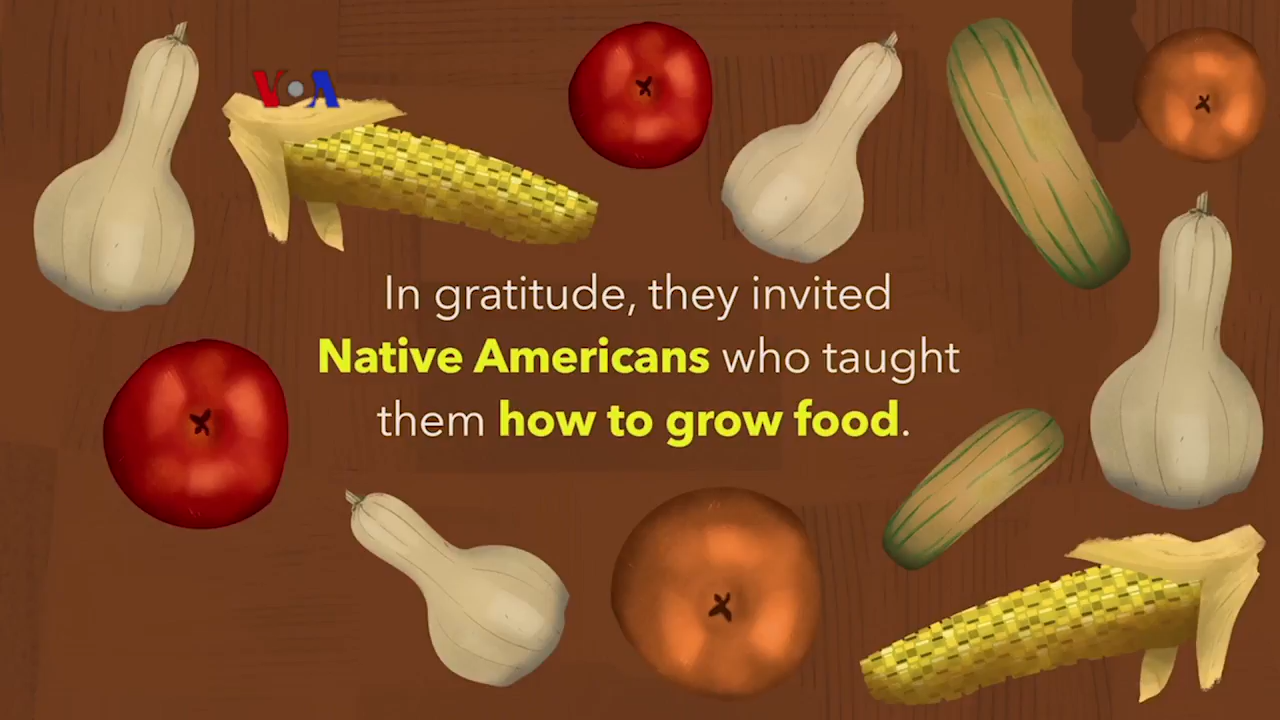 VOA
In gratitude, they invited
Native Americans who taught
them how to grow food.